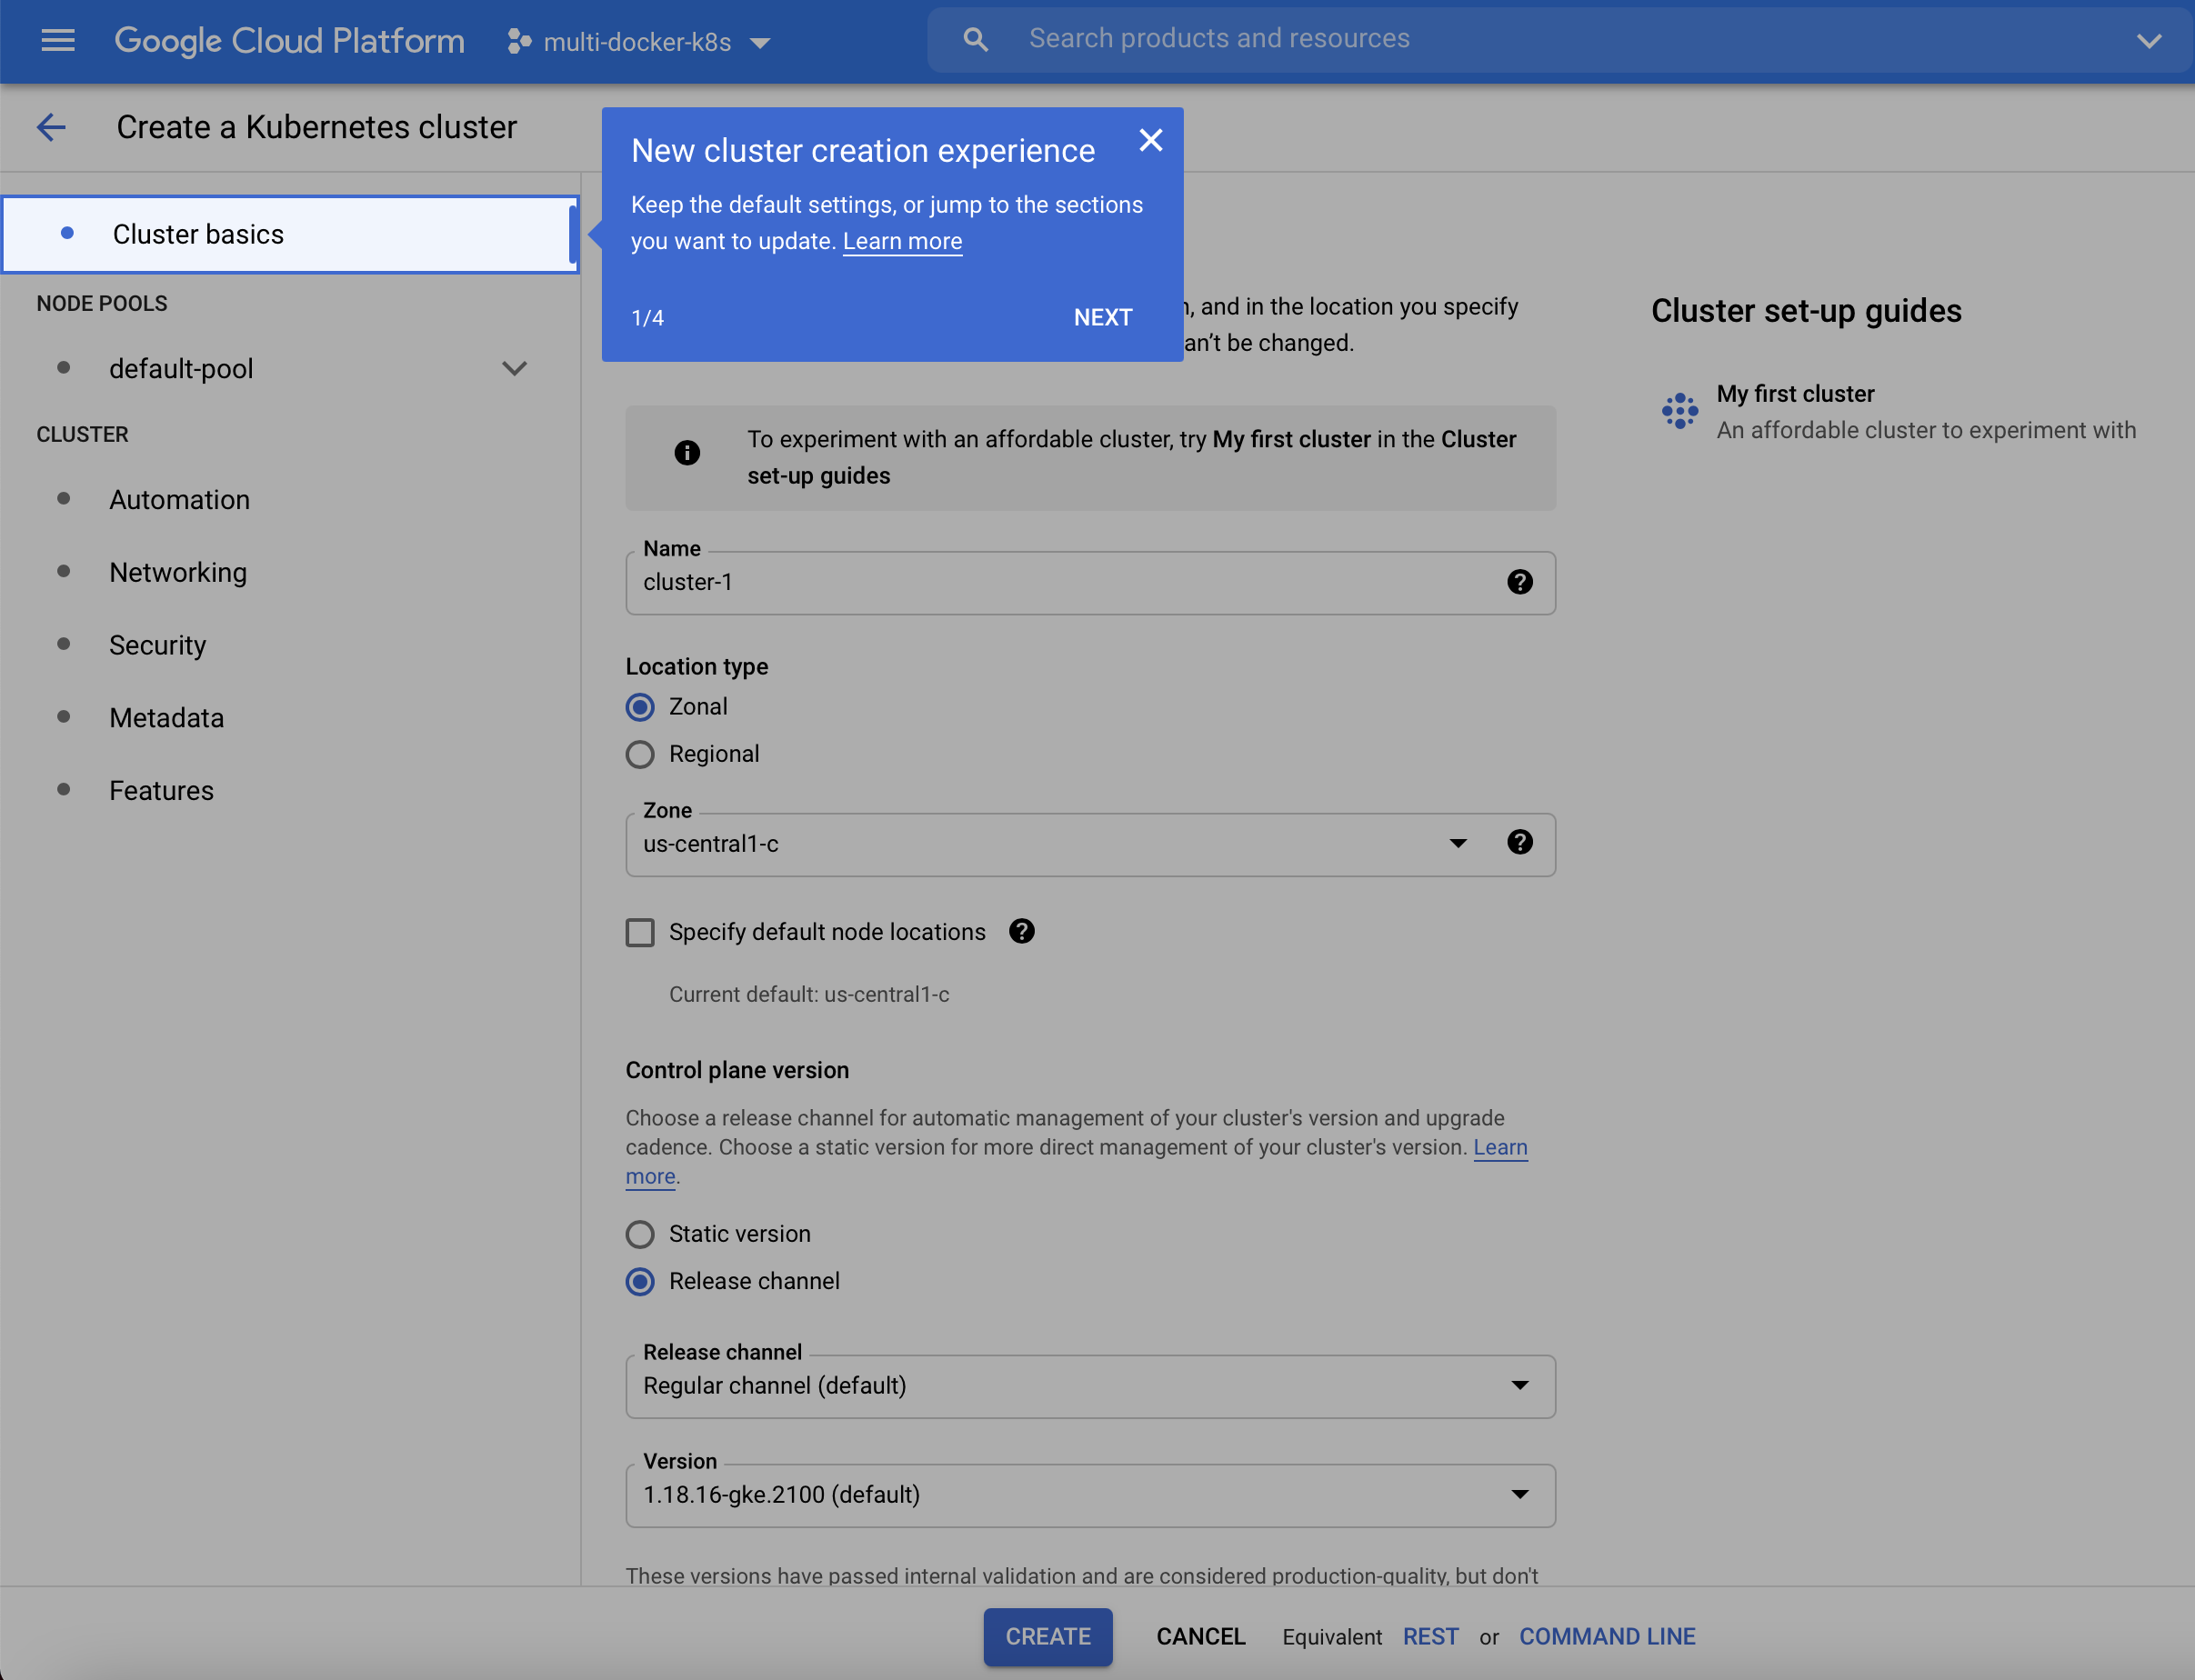 Google Cloud Platform
multi-docker-k8s
Search products and resources
Create a Kubernetes cluster
New cluster creation experience
Keep the default settings, or jump to the sections
you want to update. Learn more
1/4
NEXT
Cluster basics
NODE POOLS
default-pool
CLUSTER
Automation
Networking
Security
Metadata
Features
, and in the location you specify
an't be changed.
To experiment with an affordable cluster, try My first cluster in the Cluster
set-up guides
Name
cluster-1
Location type
Zonal
Regional
Zone
us-central1-c
Specify default node locations
Current default: us-central1-c
Control plane version
Choose a release channel for automatic management of your cluster's version and upgrade
cadence. Choose a static version for more direct management of your cluster's version. Learn
more.
Static version
Release channel
Release channel
Regular channel (default)
Version
1.18.16-gke.2100 (default)
These versions have passed internal validation and are considered production-quality, but don't
Cluster set-up guides
My first cluster
An affordable cluster to experiment with
CREATE
CANCEL
Equivalent REST or COMMAND LINE